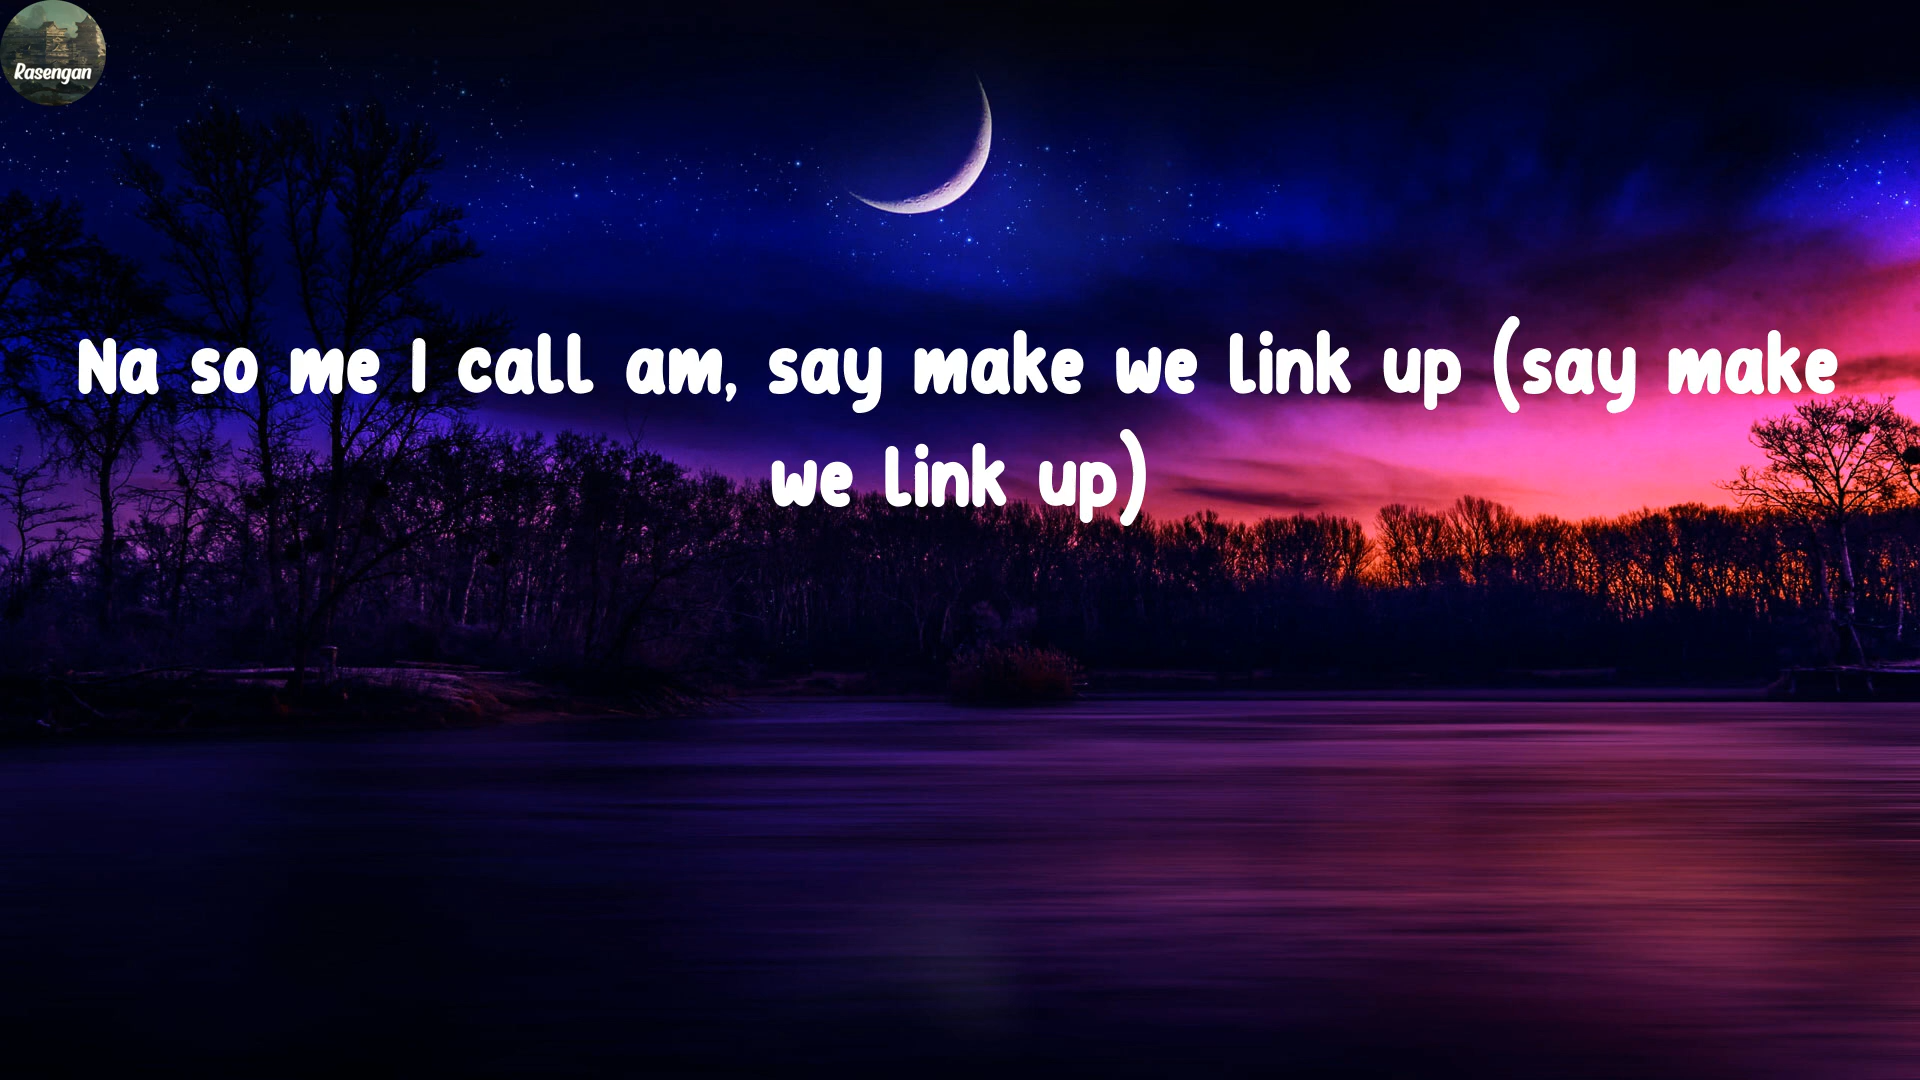 Rasengan
Na so me I call am, say make we link up (say make
we link up)